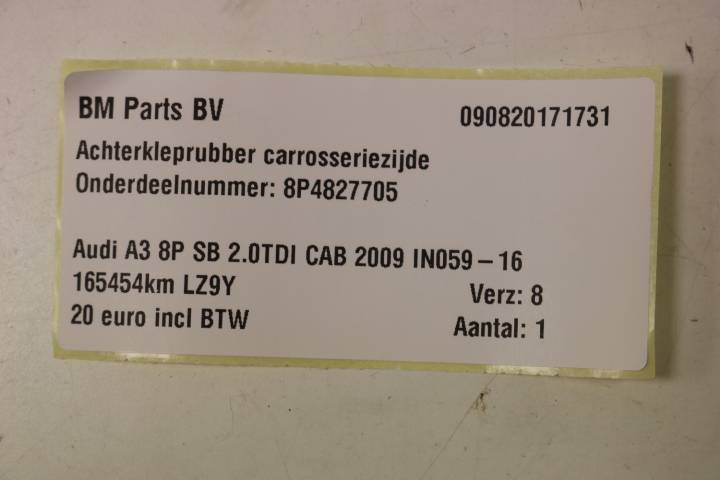 BM Parts BV 090820171731
Achterkleprubber carrosseriezijde
Onderdeelnummer: 8P4827705
Audi A3 8P SB 2.0TDI CAB 2009 IN059-16
165454km LZ9Y Verz: 8
20 euro incl BTW Aantal: 1